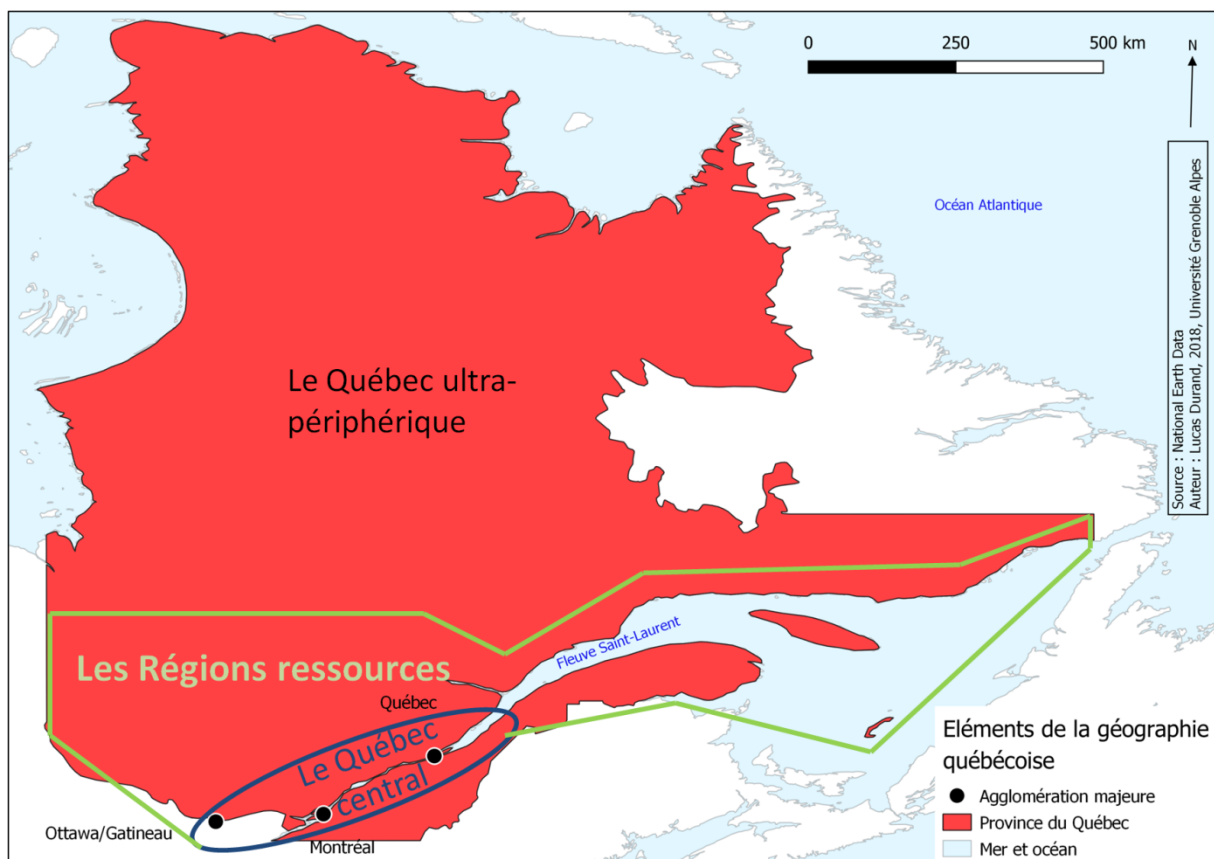 0 250 500 km
N
Océan Atlantique
Source : National Earth Data
Auteur : Lucas Durand, 2018, Université Grenoble Alpes
Le Québec ultra-
périphérique
Fleuve Saint-Laurent
Les Régions ressources
Québec
Le Québec
central
Ottawa/Gatineau
Montréal
Eléments de la géographie
québécoise
Agglomération majeure
Province du Québec
Mer et océan